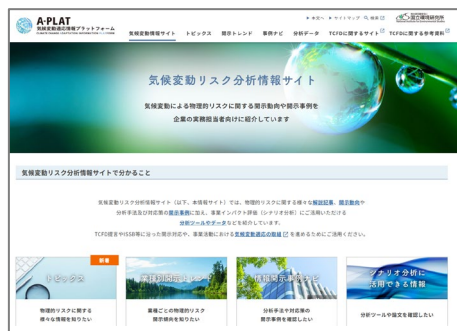 A-PLAT
気候変動適応情報プラットフォーム
本文へ サイトマップ 検索
国立環境研究所
気候変動情報サイト トピックス 開示トレンド 事例ナビ 分析データ TCFDに関するサイト TCFDに関する参考資料
気候変動リスク分析情報サイト
気候変動による物理的リスクに関する開示動向や開示事例を
企業の実務担当者向けに紹介しています
気候変動リスク分析情報サイトで分かること
気候変動リスク分析情報サイト（以下、本情報サイト）では、物理的リスクに関する様々な解説記事、開示動向や
分析手法及び対応策の開示事例に加え、事業インパクト評価（シナリオ分析）にご活用いただける
分析ツールやデータなどを紹介しています。
TCFD提言やISSB等に沿った開示対応や、事業活動における気候変動適応の取組を進めるためにご活用ください。
新着
トピックス
業種別開示トレンド
情報開示事例ナビ
シナリオ分析に
活用できる情報
物理的リスクに関する
様々な情報を知りたい
業種ごとの物理的リスク
開示傾向を知りたい
分析手法や対応策の
開示事例を確認したい
分析ツールや論文を確認したい